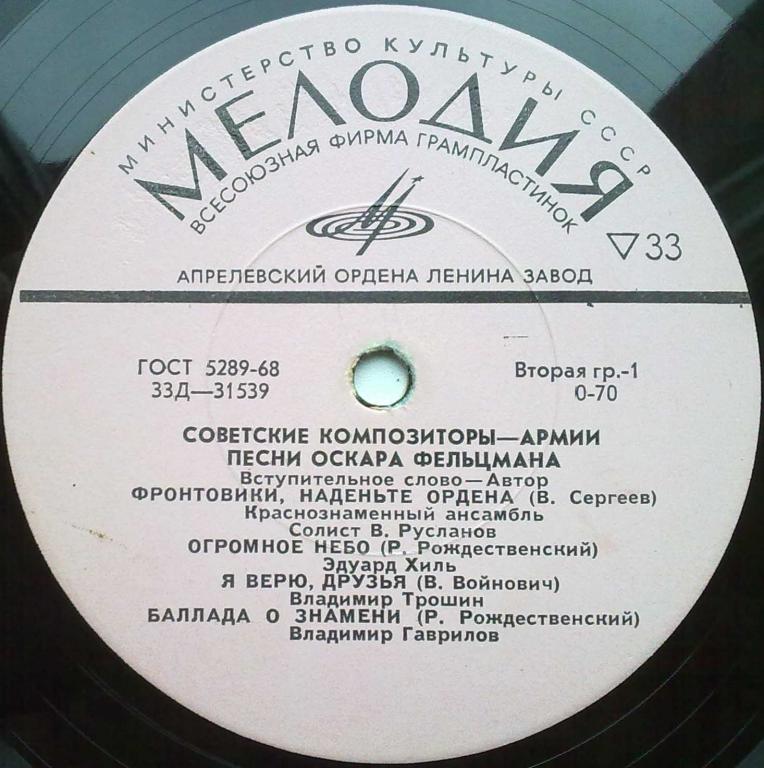 МИНИСТЕРСТВО КУЛЬТУРЫ СССР
МЕЛОДИЯ
ВСЕСОЮЗНАЯ ФИРМА ГРАМПЛАСТИНОК
33
АПРЕЛЕВСКИЙ ОРДЕНА ЛЕНИНА ЗАВОД
ГОСТ 5289-68 Вторая гр.-1
33Д—31539 0-70
СОВЕТСКИЕ КОМПОЗИТОРЫ—АРМИИ
ПЕСНИ ОСКАРА ФЕЛЬЦМАНА
Вступительное слово—Автор
ФРОНТОВИКИ, НАДЕНЬТЕ ОРДЕНА (В. Сергеев)
Краснознаменный ансамбль
Солист В. Русланов
ОГРОМНОЕ НЕБО (Р. Рождественский)
Эдуард Хиль
Я ВЕРЮ, ДРУЗЬЯ (В. Войнович)
Владимир Трошин
БАЛЛАДА О ЗНАМЕНИ (Р. Рождественский)
Владимир Гаврилов